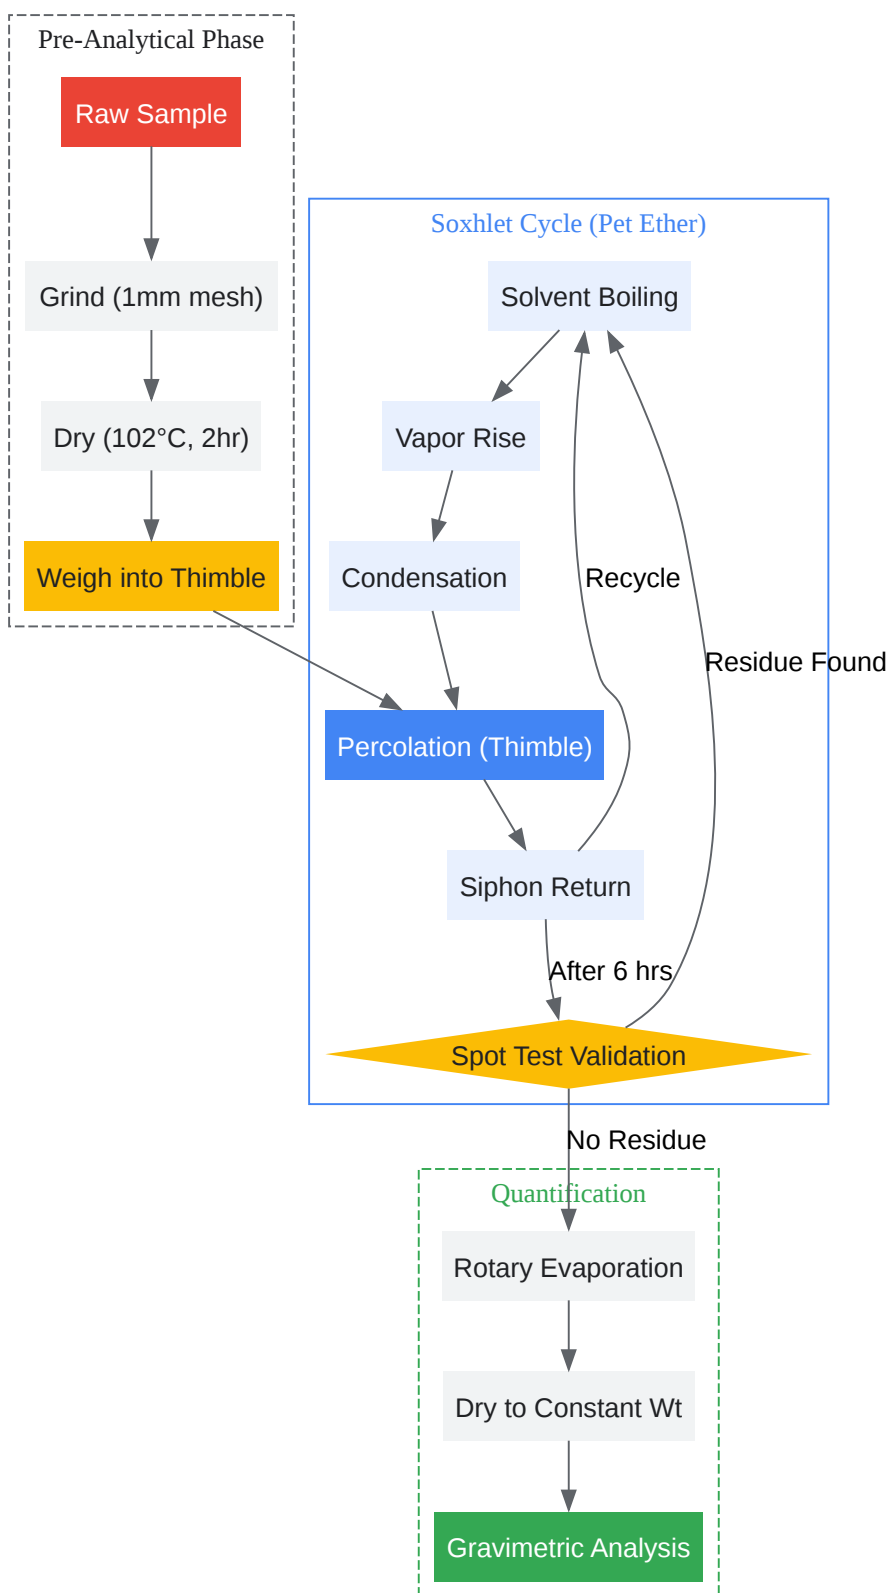 Pre-Analytical Phase
Raw Sample
Grind (1mm mesh)
Dry (102°C, 2hr)
Weigh into Thimble
Soxhlet Cycle (Pet Ether)
Solvent Boiling
Vapor Rise
Condensation
Recycle
Residue Found
Percolation (Thimble)
Siphon Return
After 6 hrs
Spot Test Validation
No Residue
Quantification
Rotary Evaporation
Dry to Constant Wt
Gravimetric Analysis